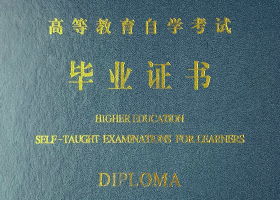 高等教育自学考试
毕业证书
HIGHER EDUCATION
SELF-TAUGHT EXAMINATIONS FOR LEARNERS
DIPLOMA